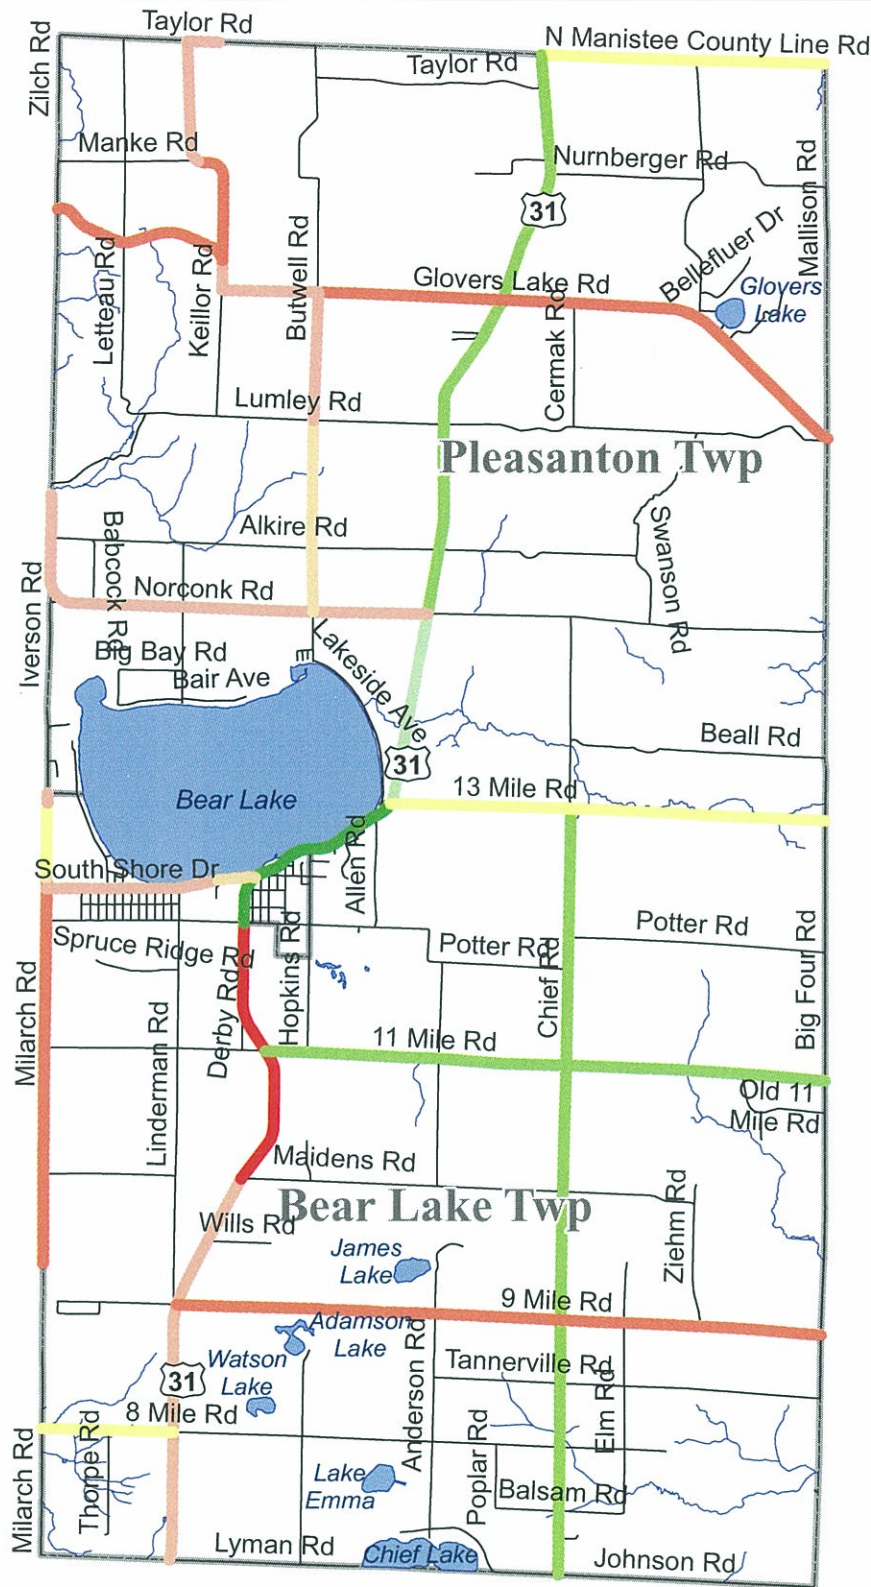 Taylor Rd
N Manistee County Line Rd
Zilch Rd
Taylor Rd
Manke Rd
Nurnberger Rd
Mallison Rd
31
Bellefluer Dr
Letteau Rd
Keillor Rd
Butwell Rd
Glovers Lake Rd
Glovers
Lake
Cermak Rd
Lumley Rd
Pleasanton Twp
Alkire Rd
Babcock Rd
Swanson Rd
Norconk Rd
Iverson Rd
Big Bay Rd
E
Lakeside Ave
Bair Ave
Beall Rd
31
13 Mile Rd
Bear Lake
Allen Rd
South Shore Dr
Spruce Ridge Rd
Hopkins Rd
Potter Rd
Potter Rd
Chief Rd
Big Four Rd
Milarch Rd
Derby Rd
Linderman Rd
11 Mile Rd
Old 11
Mile Rd
Maidens Rd
Bear Lake Twp
Wills Rd
Ziehm Rd
James
Lake
9 Mile Rd
Adamson
Lake
Watson
Lake
31
Anderson Rd
Tannerville Rd
Elm Rd
8 Mile Rd
Milarch Rd
Thorpe Rd
Poplar Rd
Lake
Emma
Balsam Rd
Lyman Rd
Chief Lake
Johnson Rd